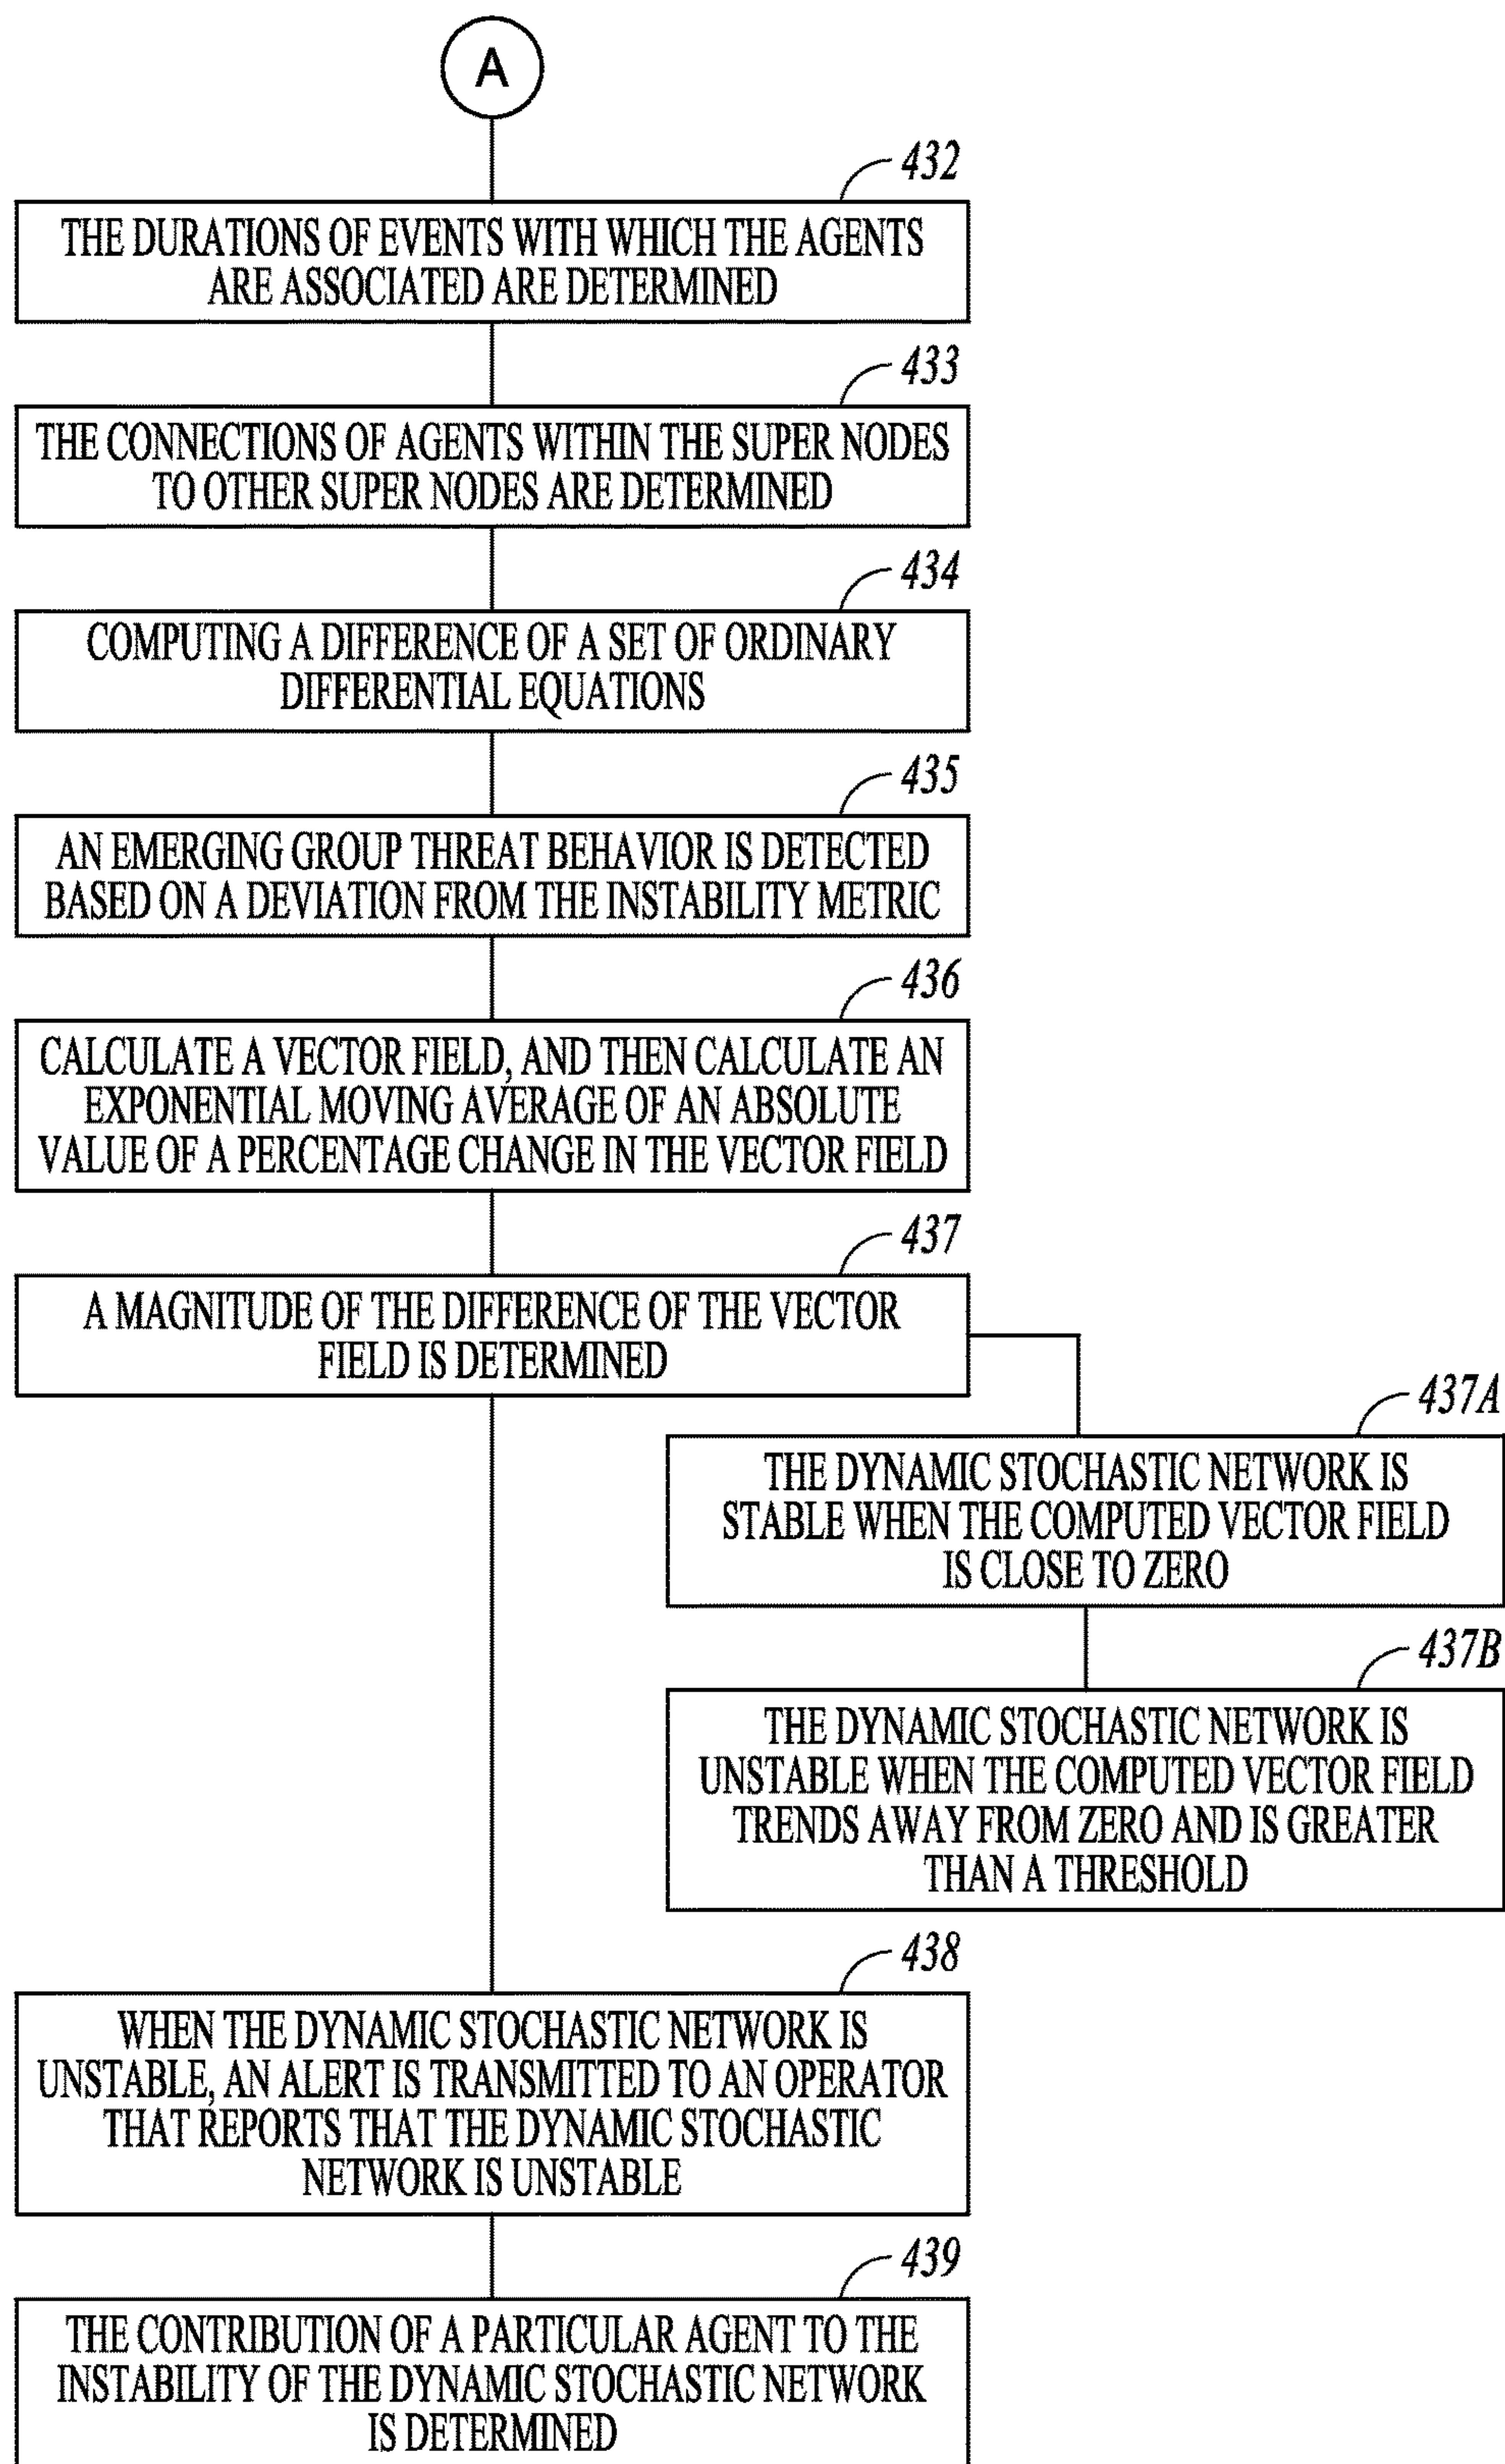 A
432
THE DURATIONS OF EVENTS WITH WHICH THE AGENTS
ARE ASSOCIATED ARE DETERMINED
433
THE CONNECTIONS OF AGENTS WITHIN THE SUPER NODES
TO OTHER SUPER NODES ARE DETERMINED
434
COMPUTING A DIFFERENCE OF A SET OF ORDINARY
DIFFERENTIAL EQUATIONS
435
AN EMERGING GROUP THREAT BEHAVIOR IS DETECTED
BASED ON A DEVIATION FROM THE INSTABILITY METRIC
436
CALCULATE A VECTOR FIELD, AND THEN CALCULATE AN
EXPONENTIAL MOVING AVERAGE OF AN ABSOLUTE
VALUE OF A PERCENTAGE CHANGE IN THE VECTOR FIELD
437
A MAGNITUDE OF THE DIFFERENCE OF THE VECTOR
FIELD IS DETERMINED
437A
THE DYNAMIC STOCHASTIC NETWORK IS
STABLE WHEN THE COMPUTED VECTOR FIELD
IS CLOSE TO ZERO
437B
THE DYNAMIC STOCHASTIC NETWORK IS
UNSTABLE WHEN THE COMPUTED VECTOR FIELD
TRENDS AWAY FROM ZERO AND IS GREATER
THAN A THRESHOLD
438
WHEN THE DYNAMIC STOCHASTIC NETWORK IS
UNSTABLE, AN ALERT IS TRANSMITTED TO AN OPERATOR
THAT REPORTS THAT THE DYNAMIC STOCHASTIC
NETWORK IS UNSTABLE
439
THE CONTRIBUTION OF A PARTICULAR AGENT TO THE
INSTABILITY OF THE DYNAMIC STOCHASTIC NETWORK
IS DETERMINED